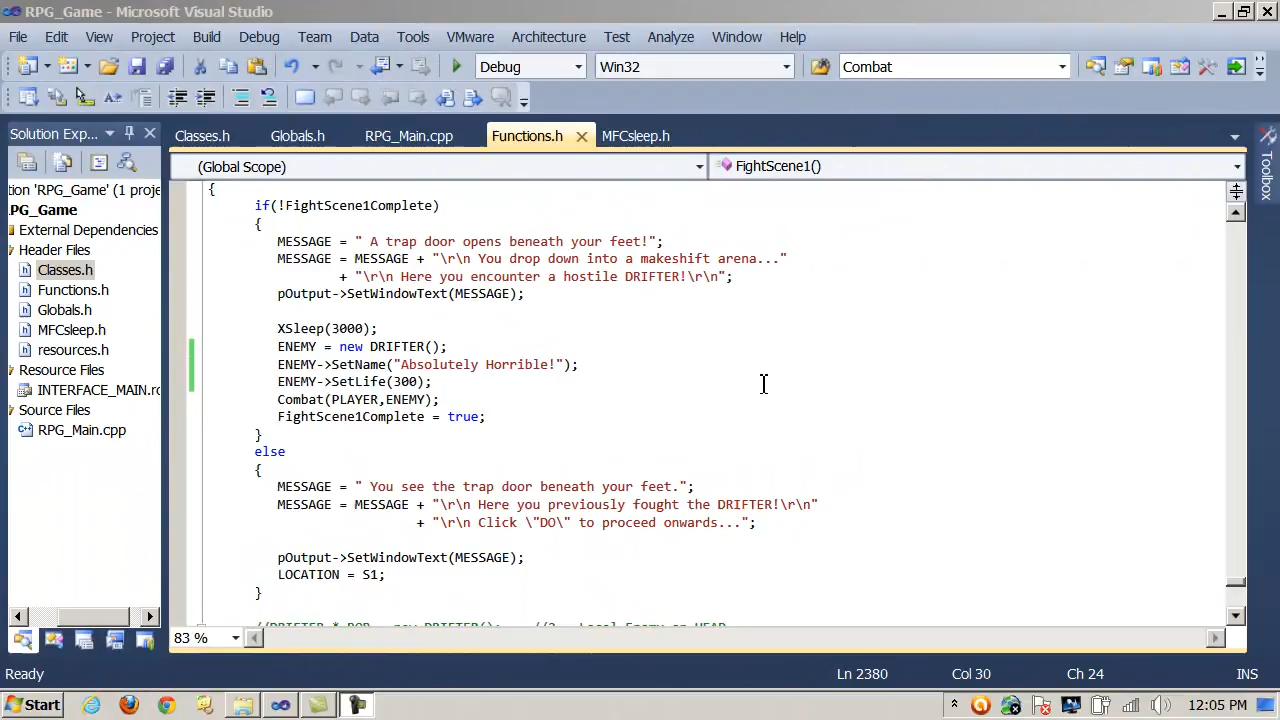 RPG_Game - Microsoft Visual Studio
File Edit View Project Build Debug Team Data Tools VMware Architecture Test Analyze Window Help
Debug Win32 Combat
Solution Exp... Classes.h Globals.h RPG_Main.cpp Functions.h MFCsleep.h
(Global Scope) FightScene1()
Toolbox
tion 'RPG_Game' (1 proje
RPG_Game
External Dependencies
Header Files
Classes.h
Functions.h
Globals.h
MFCsleep.h
resources.h
Resource Files
INTERFACE_MAIN.rc
Source Files
RPG_Main.cpp
{
if(!FightScene1Complete)
{
MESSAGE = " A trap door opens beneath your feet!";
MESSAGE = MESSAGE + "\r\n You drop down into a makeshift arena..."
+ "\r\n Here you encounter a hostile DRIFTER!\r\n";
pOutput->SetWindowText(MESSAGE);
XSleep(3000);
ENEMY = new DRIFTER();
ENEMY->SetName("Absolutely Horrible!");
ENEMY->SetLife(300);
Combat(PLAYER,ENEMY);
FightScene1Complete = true;
}
else
{
MESSAGE = " You see the trap door beneath your feet.";
MESSAGE = MESSAGE + "\r\n Here you previously fought the DRIFTER!\r\n"
+ "\r\n Click \"DO\" to proceed onwards...";
pOutput->SetWindowText(MESSAGE);
LOCATION = S1;
}
83 %
Ready Ln 2380 Col 30 Ch 24 INS
Start 12:05 PM